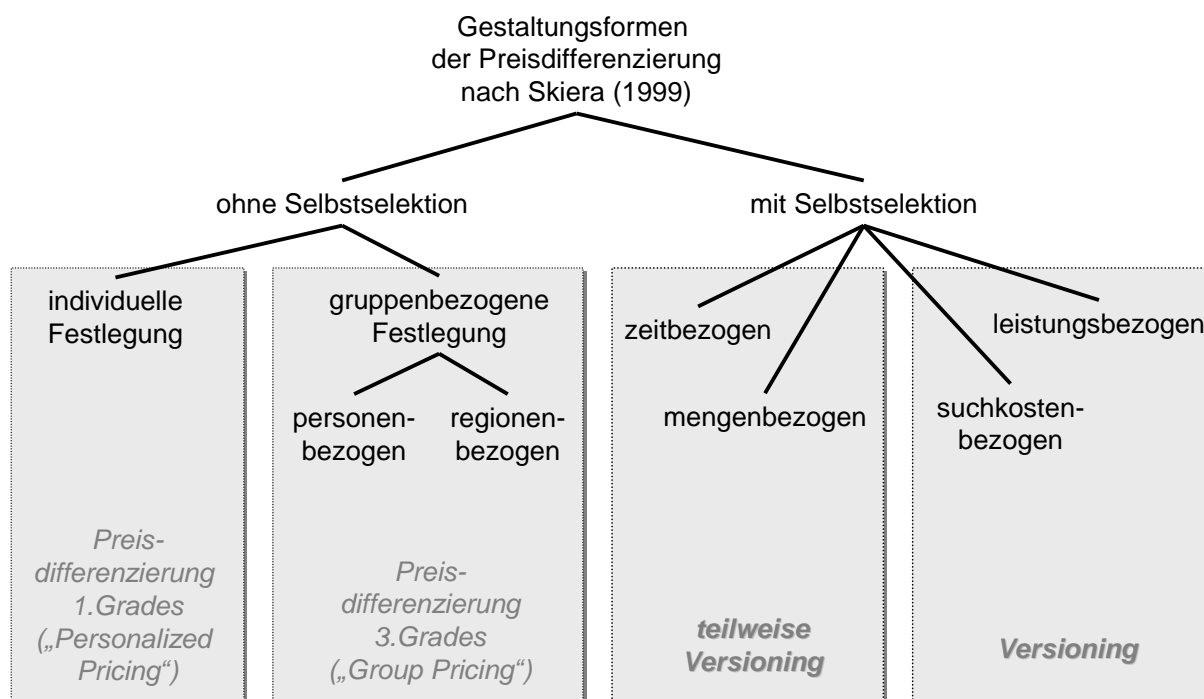 Gestaltungsformen
der Preisdifferenzierung
nach Skiera (1999)
ohne Selbstselektion
mit Selbstselektion
individuelle
Festlegung
gruppenbezogene
Festlegung
personen-
bezogen
regionen-
bezogen
zeitbezogen
mengenbezogen
leistungsbezogen
suchkosten-
bezogen
Preis-
differenzierung
1.Grades
(„Personalized
Pricing“)
Preis-
differenzierung
3.Grades
(„Group Pricing“)
teilweise
Versioning
Versioning